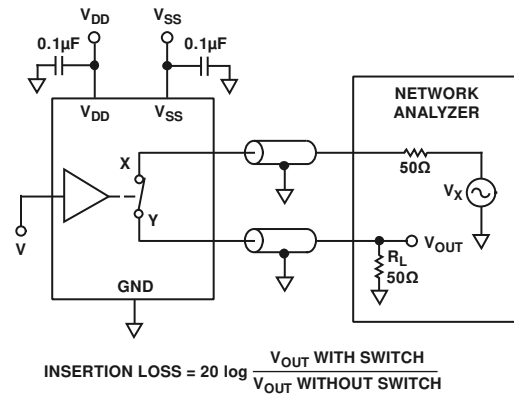 VDD
VSS
0.1µF
0.1µF
VDD
VSS
NETWORK
ANALYZER
X
50Ω
VX
Y
V
VOUT
RL
50Ω
GND
INSERTION LOSS = 20 log VOUT WITH SWITCH
VOUT WITHOUT SWITCH